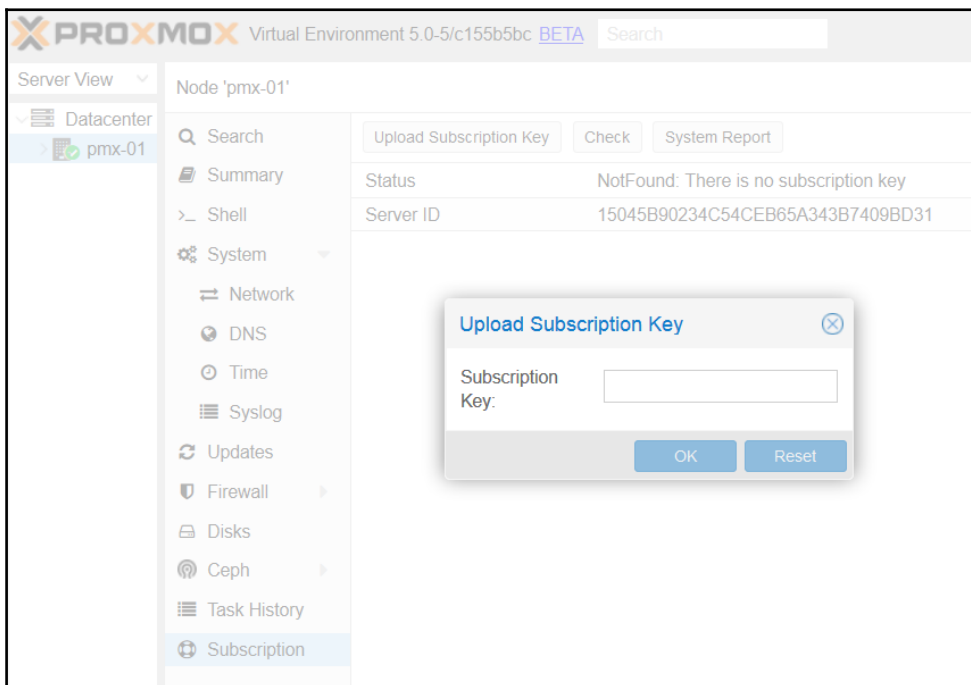 PROXMOX Virtual Environment 5.0-5/c155b5bc BETA Search
Server View
Datacenter
pmx-01
Node 'pmx-01'
Search
Summary
Shell
System
Network
DNS
Time
Syslog
Updates
Firewall
Disks
Ceph
Task History
Subscription
Upload Subscription Key Check System Report
Status NotFound: There is no subscription key
Server ID 15045B90234C54CEB65A343B7409BD31
Upload Subscription Key
Subscription
Key:
OK Reset